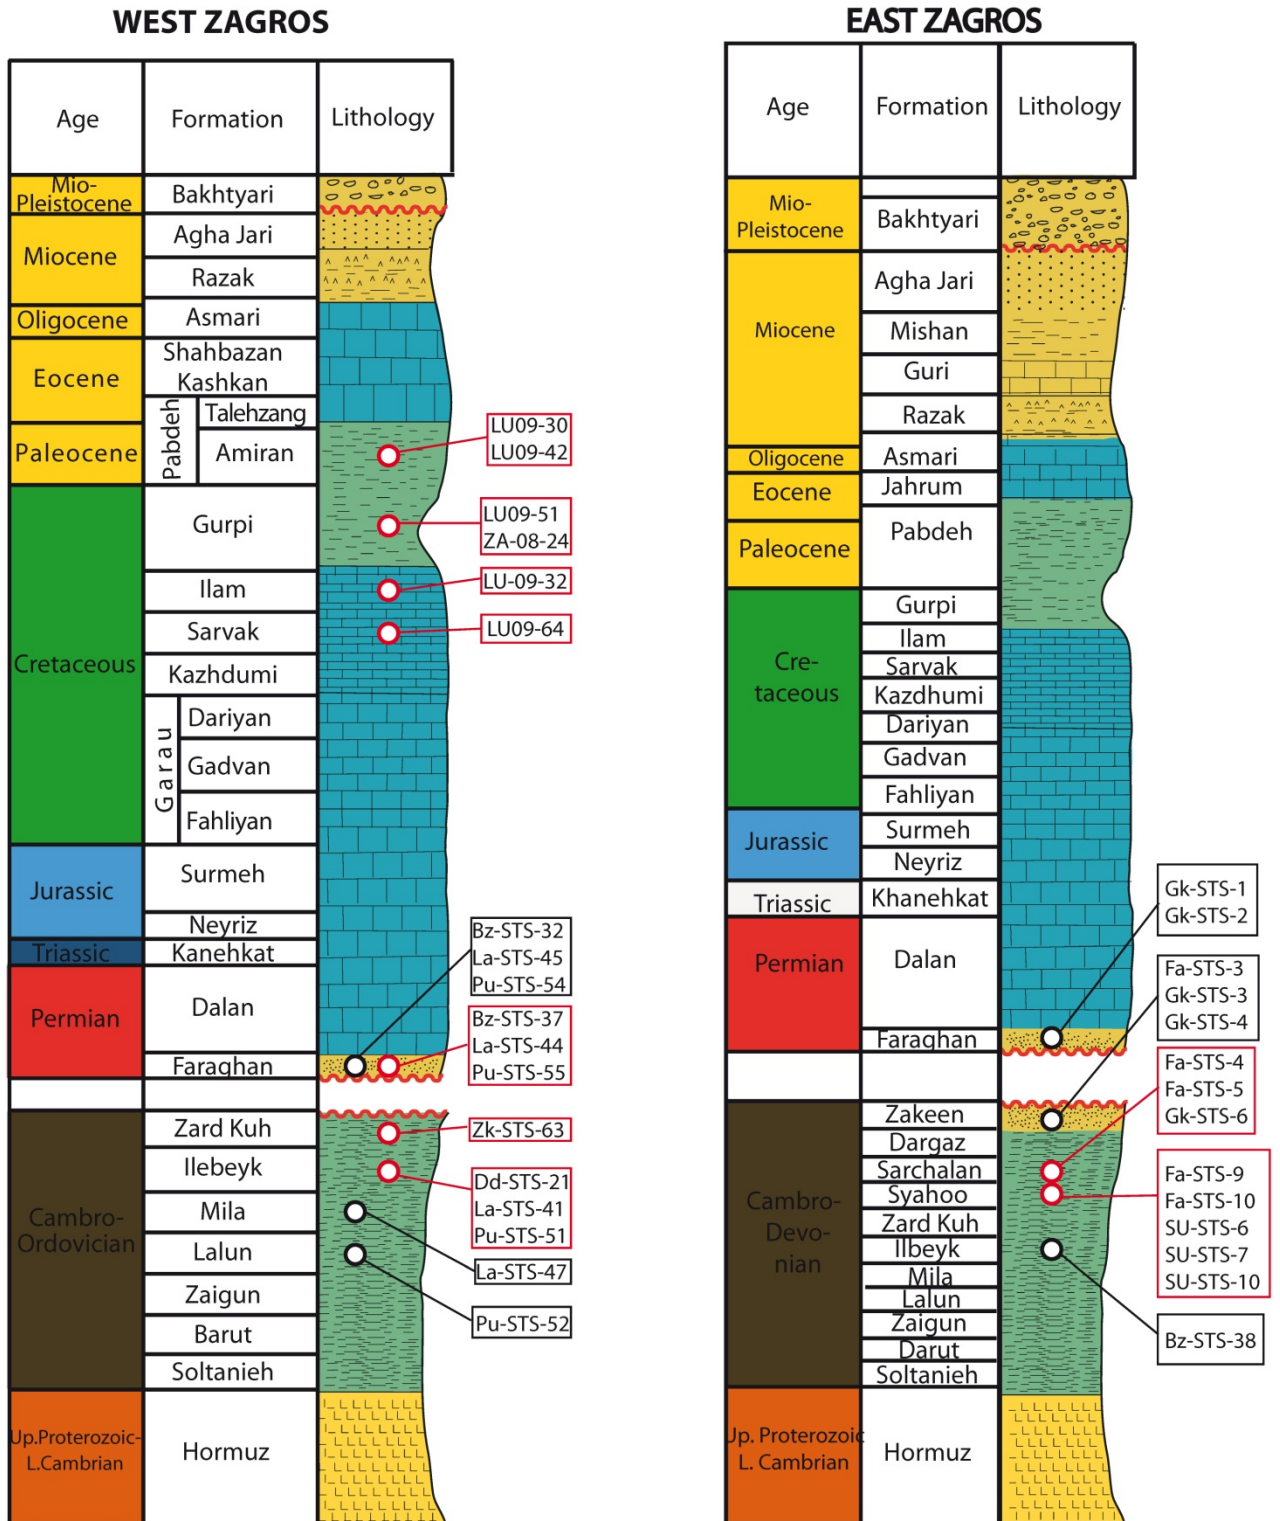 WEST ZAGROS
Age
Formation
Lithology
Mio-
Pleistocene
Bakhtyari
Miocene
Agha Jari
Razak
Oligocene
Asmari
Eocene
Shahbazan
Kashkan
Pabdeh
Talehzang
Paleocene
Amiran
LU09-30
LU09-42
Cretaceous
Gurpi
LU09-51
ZA-08-24
Ilam
LU-09-32
Sarvak
LU09-64
Kazhdumi
Garau
Dariyan
Gadvan
Fahliyan
Jurassic
Surmeh
Neyriz
Triassic
Kanehkat
Permian
Dalan
Faraghan
Bz-STS-32
La-STS-45
Pu-STS-54
Bz-STS-37
La-STS-44
Pu-STS-55
Cambro-
Ordovician
Zard Kuh
Zk-STS-63
Ilebeyk
Dd-STS-21
La-STS-41
Pu-STS-51
Mila
La-STS-47
Lalun
Pu-STS-52
Zaigun
Barut
Soltanieh
Up.Proterozoic-
L.Cambrian
Hormuz
EAST ZAGROS
Age
Formation
Lithology
Mio-
Pleistocene
Bakhtyari
Miocene
Agha Jari
Mishan
Guri
Razak
Oligocene
Asmari
Eocene
Jahrum
Paleocene
Pabdeh
Cre-
taceous
Gurpi
Ilam
Sarvak
Kazdhumi
Dariyan
Gadvan
Fahliyan
Jurassic
Surmeh
Neyriz
Triassic
Khanehkat
Permian
Dalan
Faraghan
Gk-STS-1
Gk-STS-2
Fa-STS-3
Gk-STS-3
Gk-STS-4
Fa-STS-4
Fa-STS-5
Gk-STS-6
Fa-STS-9
Fa-STS-10
SU-STS-6
SU-STS-7
SU-STS-10
Bz-STS-38
Cambro-
Devo-
nian
Zakeen
Dargaz
Sarchalan
Syahoo
Zard Kuh
Ilbeyk
Mila
Lalun
Zaigun
Darut
Soltanieh
Up. Proterozoic
L. Cambrian
Hormuz